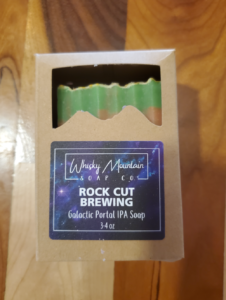 Whisky Mountain
SOAP CO
ROCK CUT
BREWING
Galactic Portal IPA Soap
3.4 oz